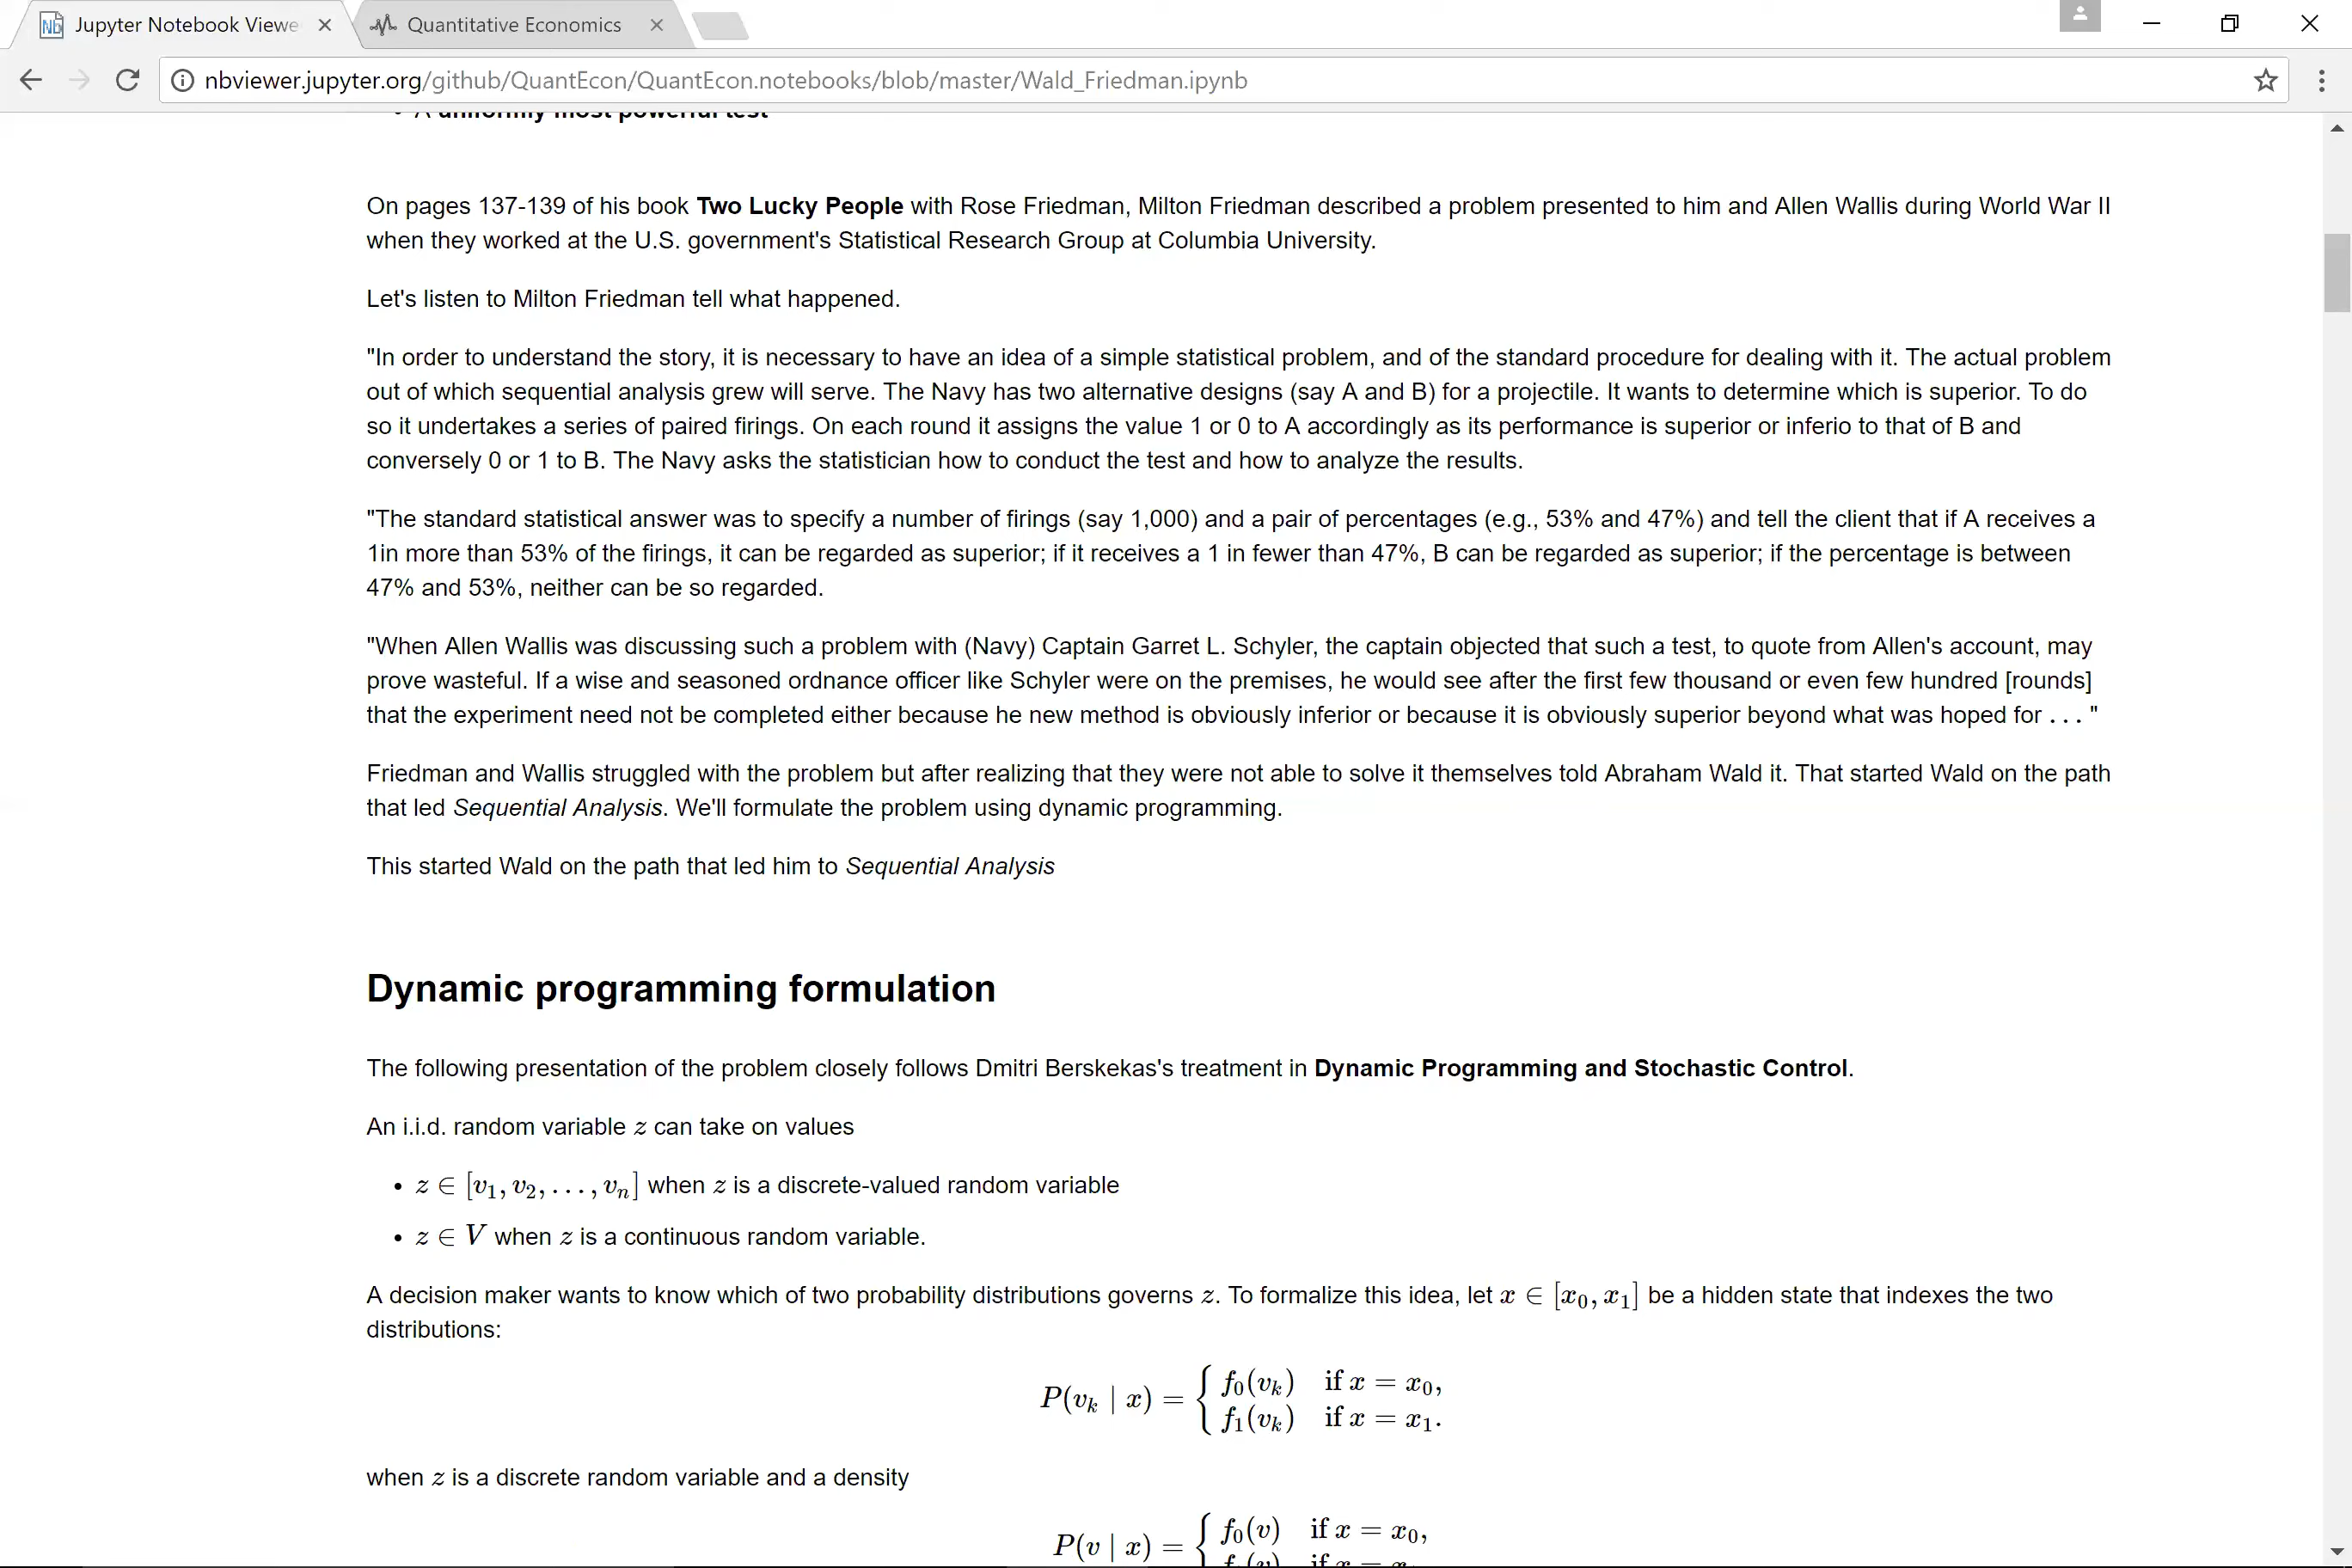 Jupyter Notebook Viewe
Quantitative Economics
nbviewer.jupyter.org/github/QuantEcon/QuantEcon.notebooks/blob/master/Wald_Friedman.ipynb
• A uniformly most powerful test
On pages 137-139 of his book Two Lucky People with Rose Friedman, Milton Friedman described a problem presented to him and Allen Wallis during World War II
when they worked at the U.S. government's Statistical Research Group at Columbia University.
Let's listen to Milton Friedman tell what happened.
"In order to understand the story, it is necessary to have an idea of a simple statistical problem, and of the standard procedure for dealing with it. The actual problem
out of which sequential analysis grew will serve. The Navy has two alternative designs (say A and B) for a projectile. It wants to determine which is superior. To do
so it undertakes a series of paired firings. On each round it assigns the value 1 or 0 to A accordingly as its performance is superior or inferio to that of B and
conversely 0 or 1 to B. The Navy asks the statistician how to conduct the test and how to analyze the results.
"The standard statistical answer was to specify a number of firings (say 1,000) and a pair of percentages (e.g., 53% and 47%) and tell the client that if A receives a
1in more than 53% of the firings, it can be regarded as superior; if it receives a 1 in fewer than 47%, B can be regarded as superior; if the percentage is between
47% and 53%, neither can be so regarded.
"When Allen Wallis was discussing such a problem with (Navy) Captain Garret L. Schyler, the captain objected that such a test, to quote from Allen's account, may
prove wasteful. If a wise and seasoned ordnance officer like Schyler were on the premises, he would see after the first few thousand or even few hundred [rounds]
that the experiment need not be completed either because he new method is obviously inferior or because it is obviously superior beyond what was hoped for ... "
Friedman and Wallis struggled with the problem but after realizing that they were not able to solve it themselves told Abraham Wald it. That started Wald on the path
that led Sequential Analysis. We'll formulate the problem using dynamic programming.
This started Wald on the path that led him to Sequential Analysis
Dynamic programming formulation
The following presentation of the problem closely follows Dmitri Berskekas's treatment in Dynamic Programming and Stochastic Control.
An i.i.d. random variable z can take on values
• z ∈ [v₁, v₂, ..., vₙ] when z is a discrete-valued random variable
• z ∈ V when z is a continuous random variable.
A decision maker wants to know which of two probability distributions governs z. To formalize this idea, let x ∈ [x₀, x₁] be a hidden state that indexes the two
distributions:
P(vₖ | x) = { f₀(vₖ) if x = x₀,
f₁(vₖ) if x = x₁.
when z is a discrete random variable and a density
P(v | x) = { f₀(v) if x = x₀,